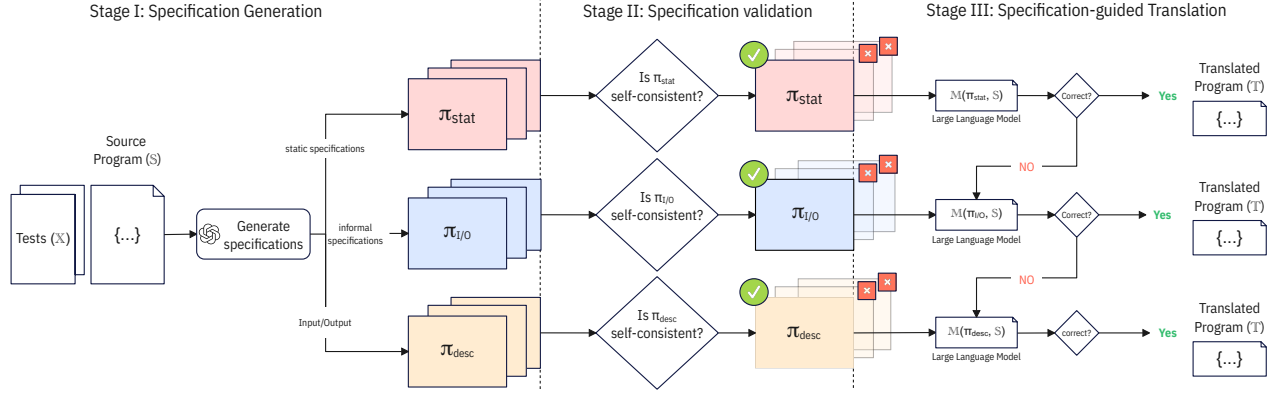 Stage I: Specification Generation
Stage II: Specification validation
Stage III: Specification-guided Translation
Source
Program (𝕊)
Tests (𝕏)
{...}
Generate
specifications
static specifications
informal
specifications
Input/Output
πstat
πI/O
πdesc
Is πstat
self-consistent?
Is πI/O
self-consistent?
Is πdesc
self-consistent?
πstat
πI/O
πdesc
M(πstat, 𝕊)
Large Language Model
Correct?
Yes
Translated
Program (𝕋)
{...}
NO
M(πI/O, 𝕊)
Large Language Model
Correct?
Yes
Translated
Program (𝕋)
{...}
NO
M(πdesc, 𝕊)
Large Language Model
correct?
Yes
Translated
Program (𝕋)
{...}